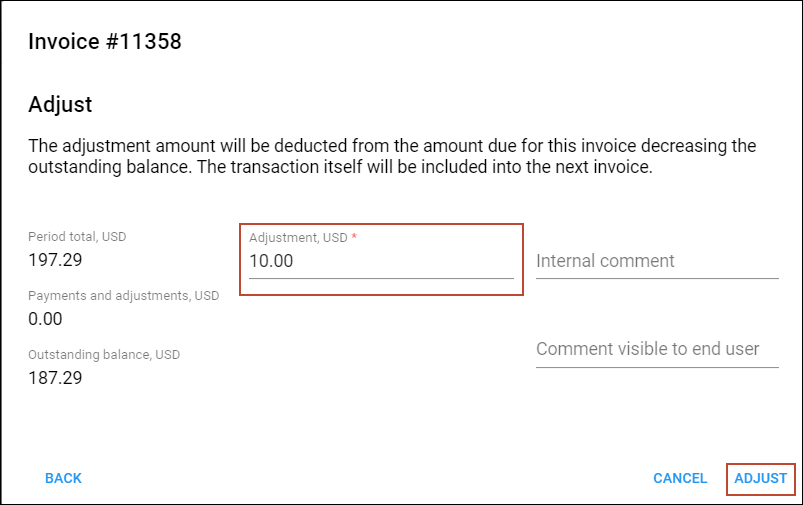 Invoice #11358
Adjust
The adjustment amount will be deducted from the amount due for this invoice decreasing the
outstanding balance. The transaction itself will be included into the next invoice.
Period total, USD
197.29
Adjustment, USD *
10.00
Internal comment
Payments and adjustments, USD
0.00
Comment visible to end user
Outstanding balance, USD
187.29
BACK
CANCEL
ADJUST